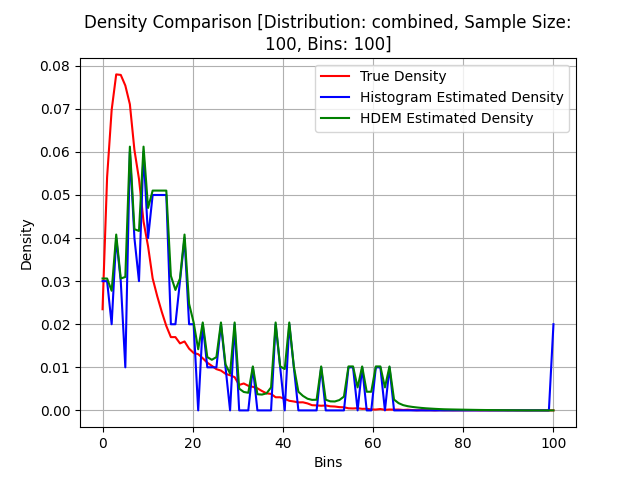 Density Comparison [Distribution: combined, Sample Size:
100, Bins: 100]
True Density
Histogram Estimated Density
HDEM Estimated Density
0.08
0.07
0.06
0.05
0.04
0.03
0.02
0.01
0.00
Density
0
20
40
60
80
100
Bins